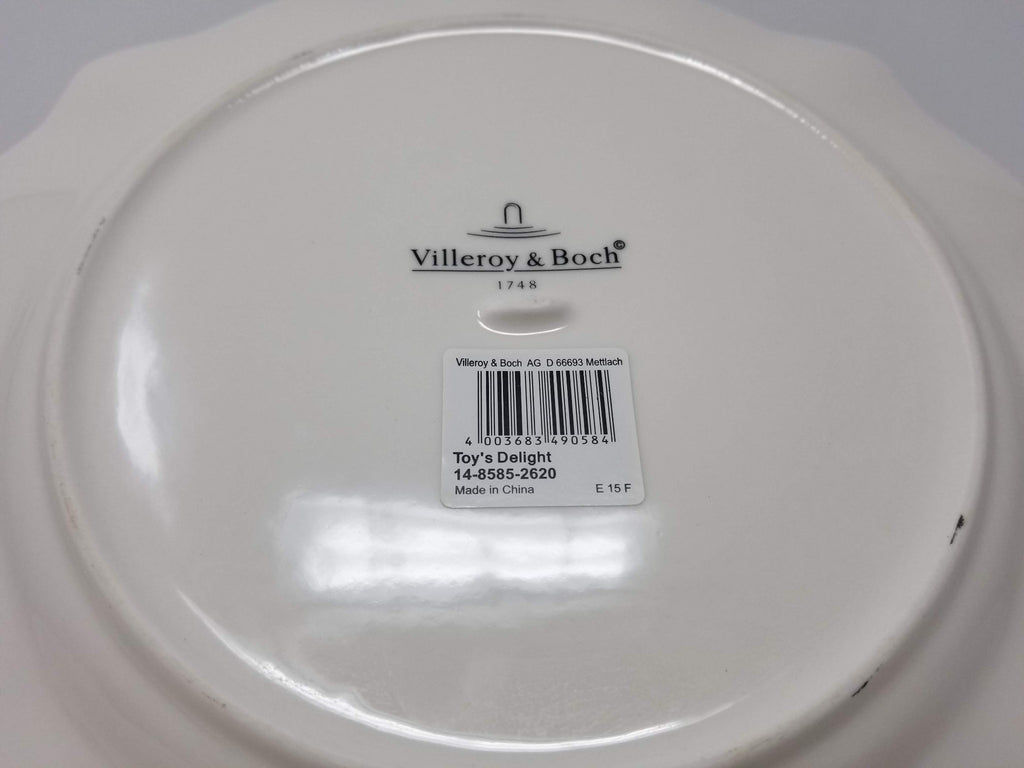 Villeroy & Boch©
1748
Villeroy & Boch AG D 66693 Mettlach
4 003683 490584
Toy's Delight
14-8585-2620
Made in China E 15 F